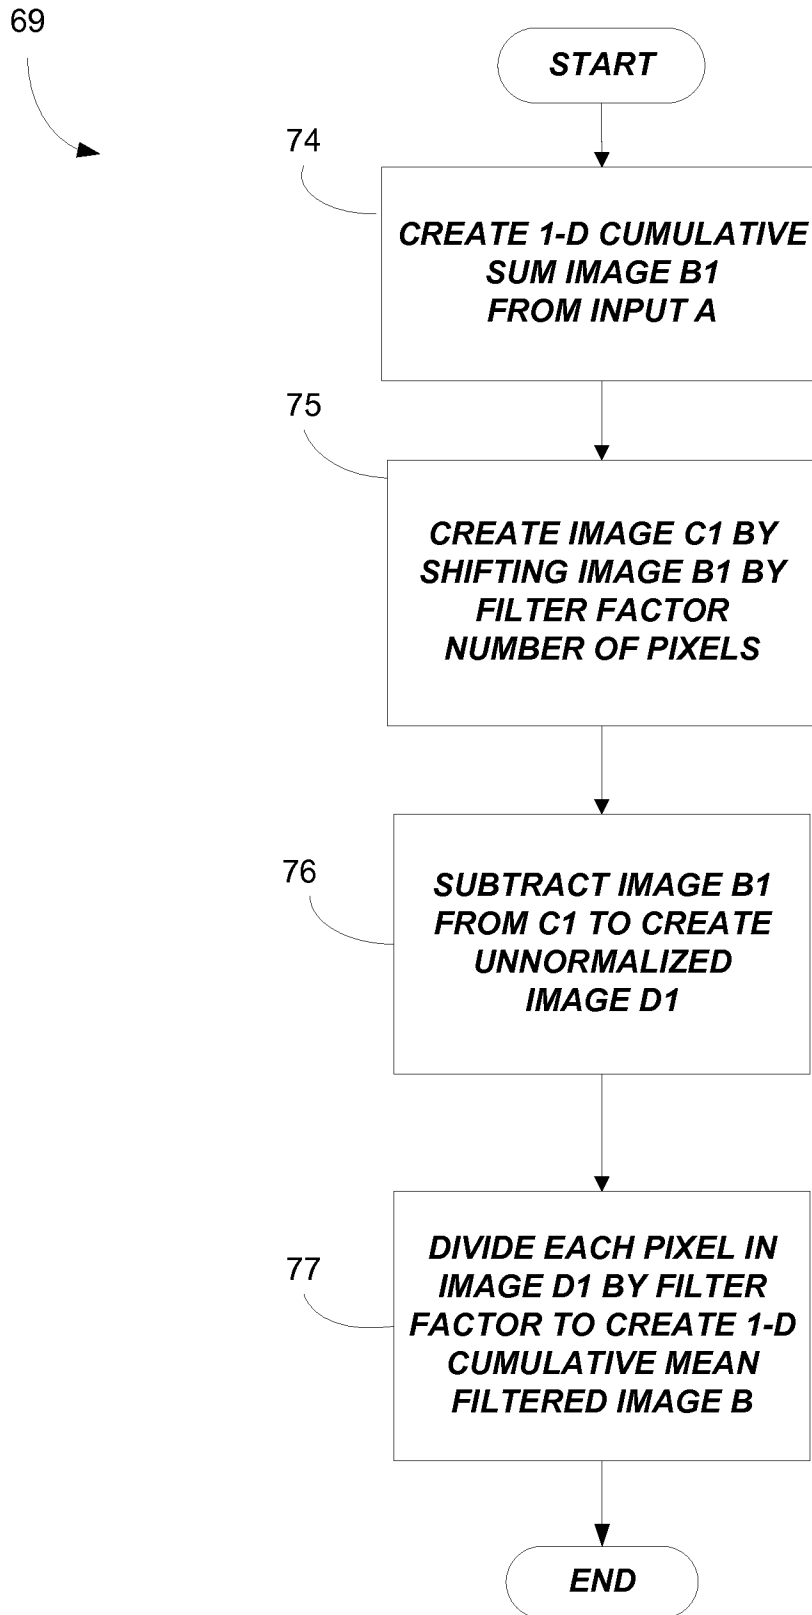 69
START
74
CREATE 1-D CUMULATIVE
SUM IMAGE B1
FROM INPUT A
75
CREATE IMAGE C1 BY
SHIFTING IMAGE B1 BY
FILTER FACTOR
NUMBER OF PIXELS
76
SUBTRACT IMAGE B1
FROM C1 TO CREATE
UNNORMALIZED
IMAGE D1
77
DIVIDE EACH PIXEL IN
IMAGE D1 BY FILTER
FACTOR TO CREATE 1-D
CUMULATIVE MEAN
FILTERED IMAGE B
END